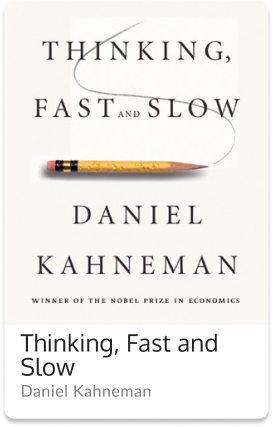 THINKING,
FAST AND SLOW
DANIEL
KAHNEMAN
WINNER OF THE NOBEL PRIZE IN ECONOMICS
Thinking, Fast and
Slow
Daniel Kahneman